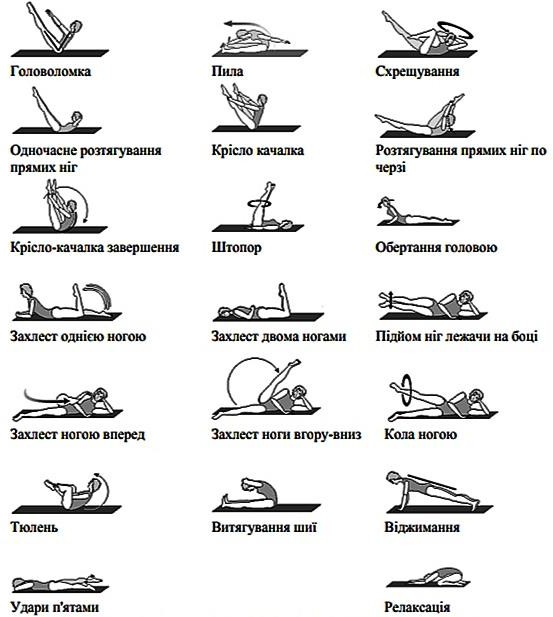 Головоломка
Пила
Схрещування
Одночасне розтягування
прямих ніг
Крісло качалка
Розтягування прямих ніг по
черзі
Крісло-качалка завершення
Штопор
Обертання головою
Захлест однією ногою
Захлест двома ногами
Підйом ніг лежачи на боці
Захлест ногою вперед
Захлест ноги вгору-вниз
Кола ногою
Тюлень
Витягування шиї
Віджимання
Удари п'ятами
Релаксація